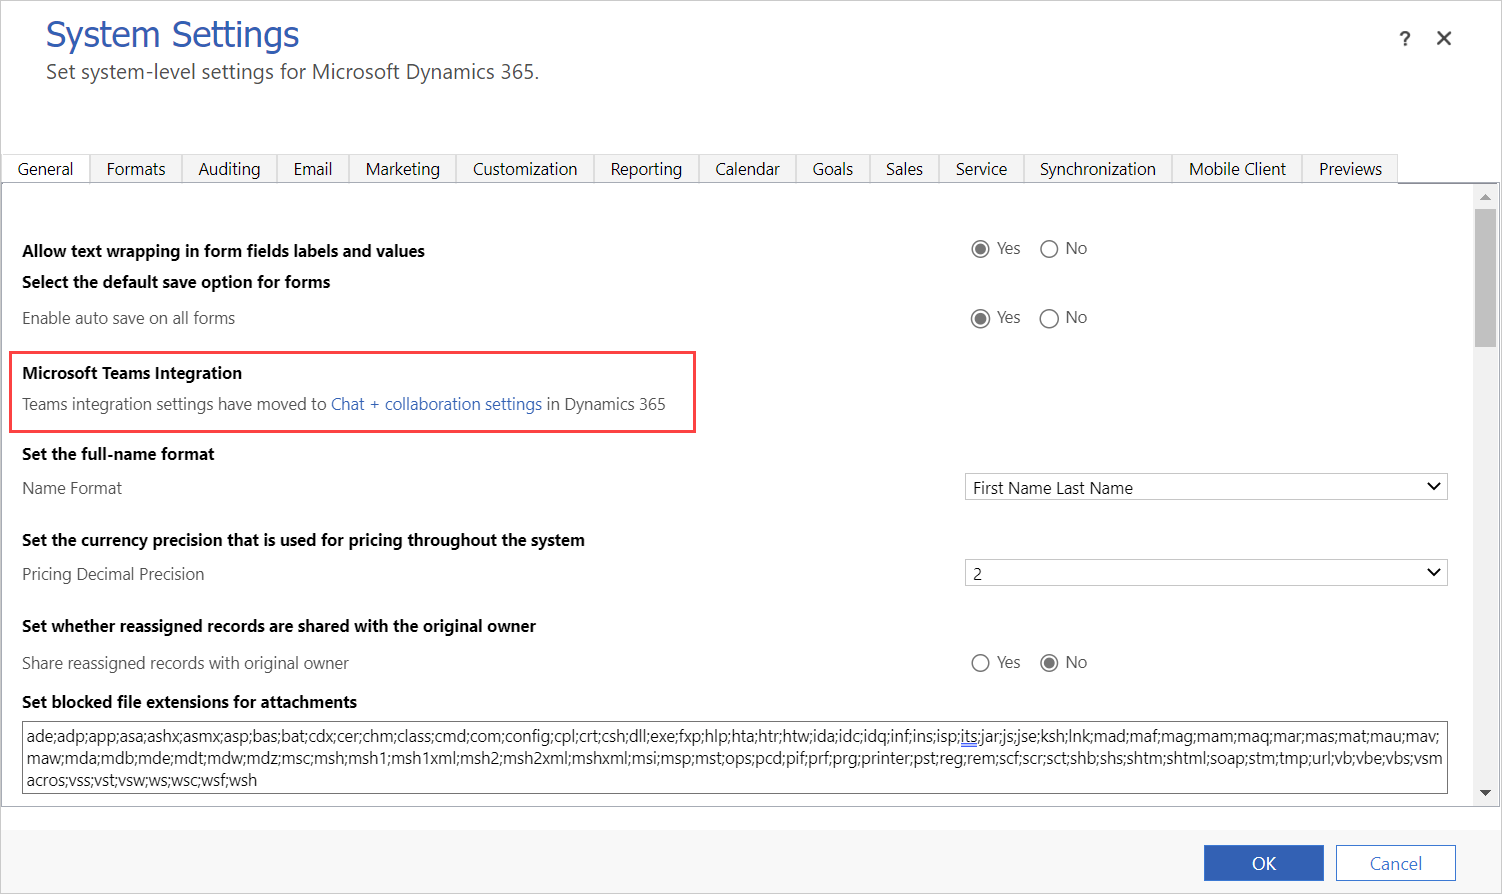 System Settings
Set system-level settings for Microsoft Dynamics 365.
?
General Formats Auditing Email Marketing Customization Reporting Calendar Goals Sales Service Synchronization Mobile Client Previews
Allow text wrapping in form fields labels and values Yes No
Select the default save option for forms
Enable auto save on all forms Yes No
Microsoft Teams Integration
Teams integration settings have moved to Chat + collaboration settings in Dynamics 365
Set the full-name format
Name Format First Name Last Name
Set the currency precision that is used for pricing throughout the system
Pricing Decimal Precision 2
Set whether reassigned records are shared with the original owner
Share reassigned records with original owner Yes No
Set blocked file extensions for attachments
ade;adp;app;asa;ashx;asmx;asp;bas;bat;cdx;cer;chm;class;cmd;com;config;cpl;crt;csh;dll;exe;fxp;hlp;hta;htr;htw;ida;idc;idq;inf;ins;isp;its;jar;js;jse;ksh;lnk;mad;maf;mag;mam;maq;mar;mas;mat;mau;mav;
maw;mda;mdb;mde;mdt;mdw;mdz;msc;msh;msh1;msh1xml;msh2;msh2xml;mshxml;msi;msp;mst;ops;pcd;pif;prf;prg;printer;pst;reg;rem;scf;scr;sct;shb;shs;shtm;shtml;soap;stm;tmp;url;vb;vbe;vbs;vsm
acros;vss;vst;vsw;ws;wsc;wsf;wsh
OK Cancel